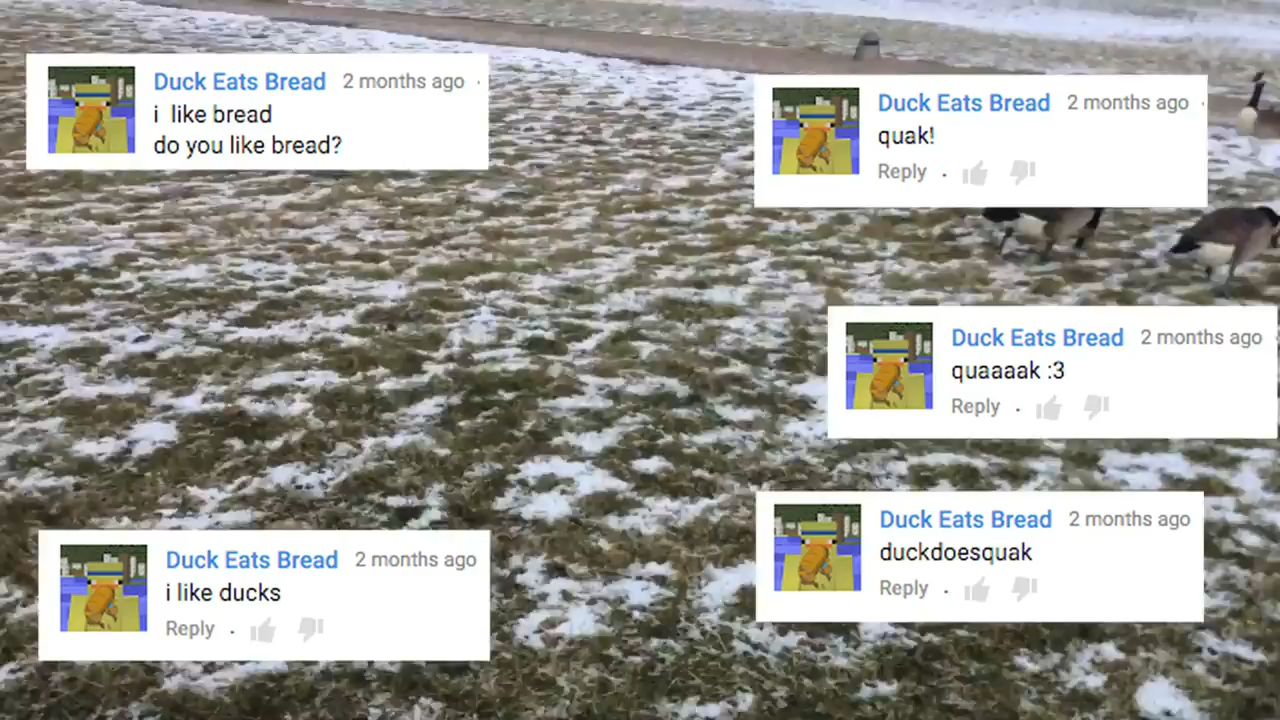 Duck Eats Bread 2 months ago ·
i like bread
do you like bread?
Duck Eats Bread 2 months ago ·
quak!
Reply ·
Duck Eats Bread 2 months ago
quaaaak :3
Reply ·
Duck Eats Bread 2 months ago
i like ducks
Reply ·
Duck Eats Bread 2 months ago
duckdoesquak
Reply ·